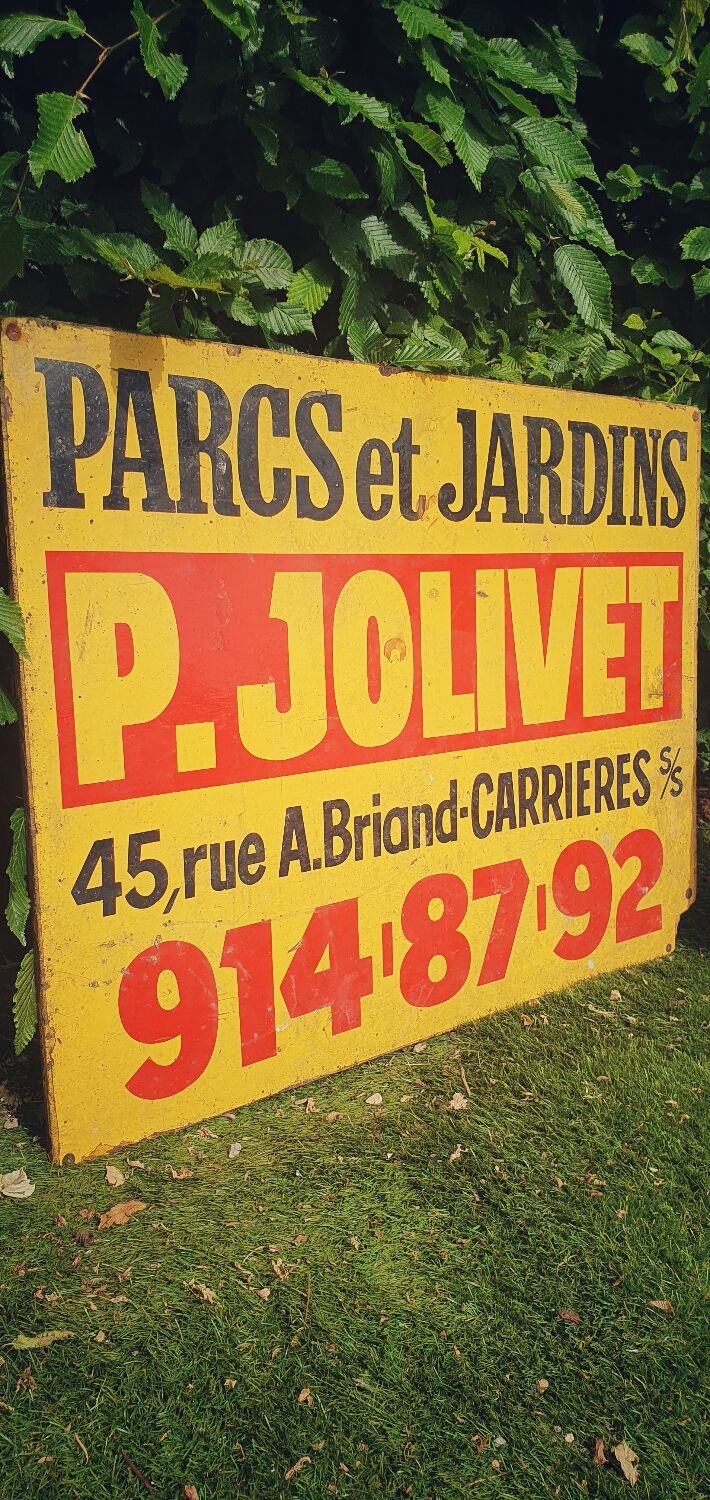 PARCS et JARDINS
P. JOLIVET
45, rue A. Briand-CARRIERES s/s
914-87-92